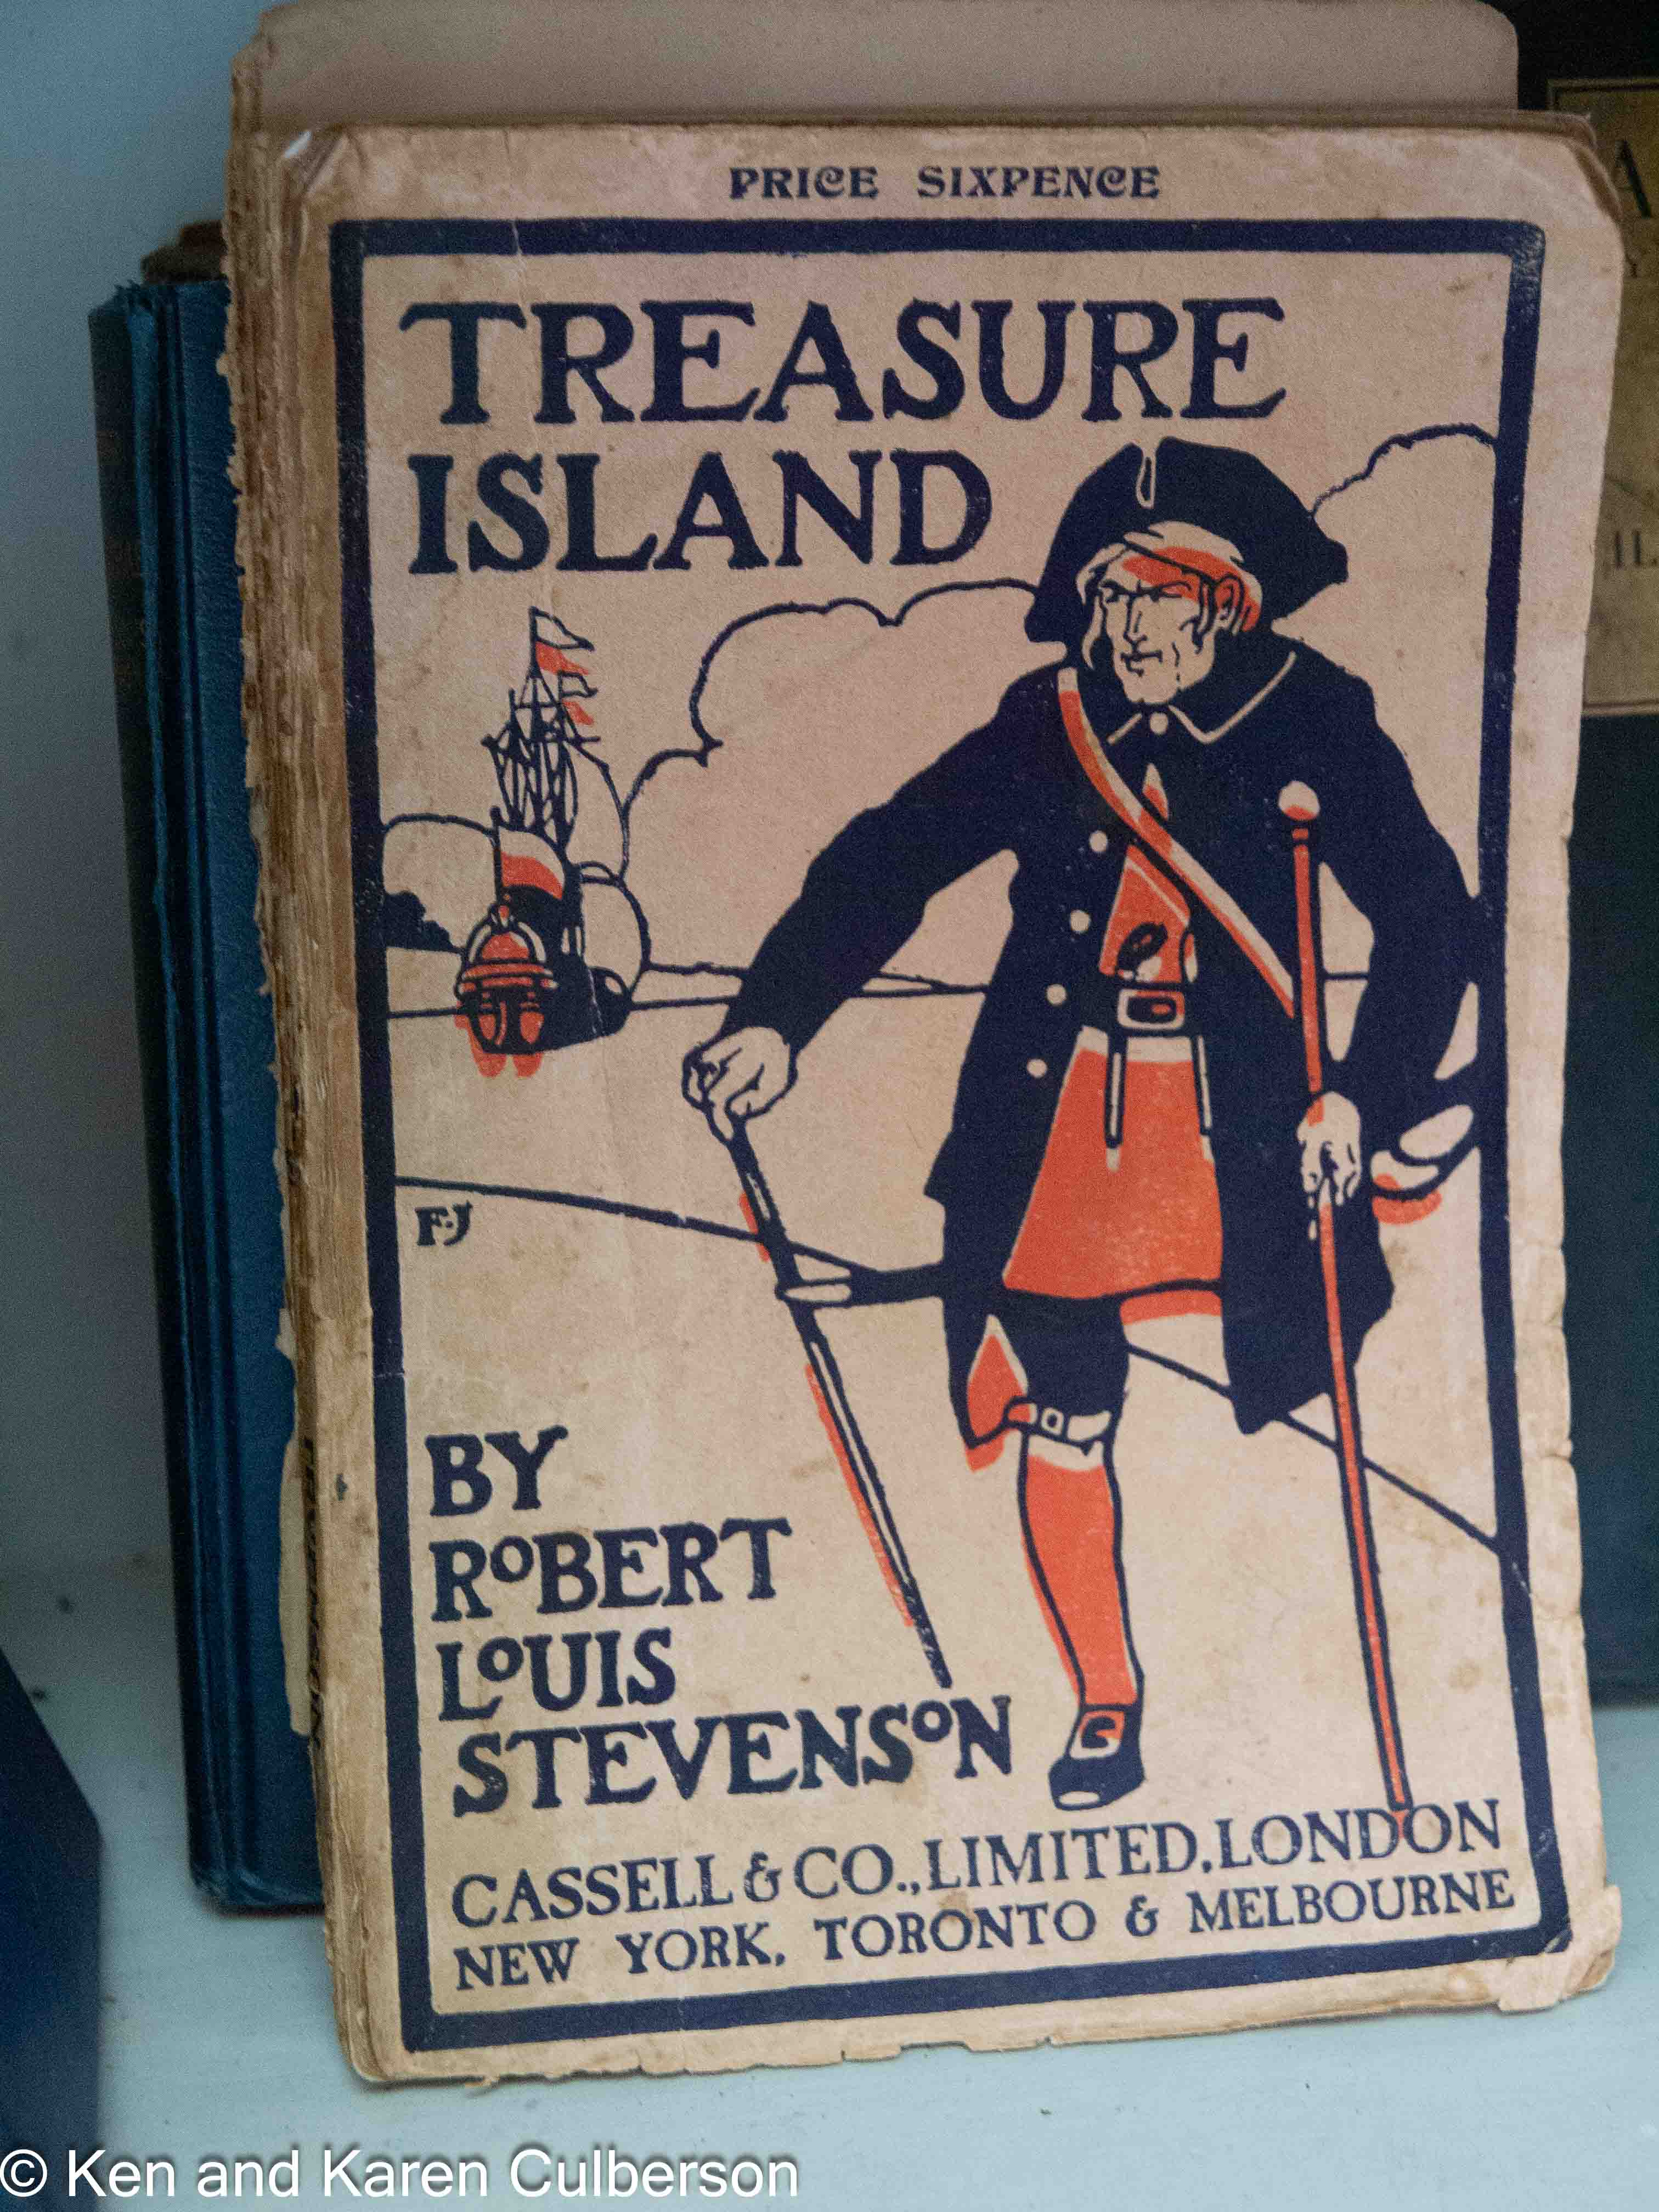 PRICE SIXPENCE
TREASURE
ISLAND
F·J
BY
ROBERT
LOUIS
STEVENSON
CASSELL & CO., LIMITED, LONDON
NEW YORK, TORONTO & MELBOURNE
© Ken and Karen Culberson